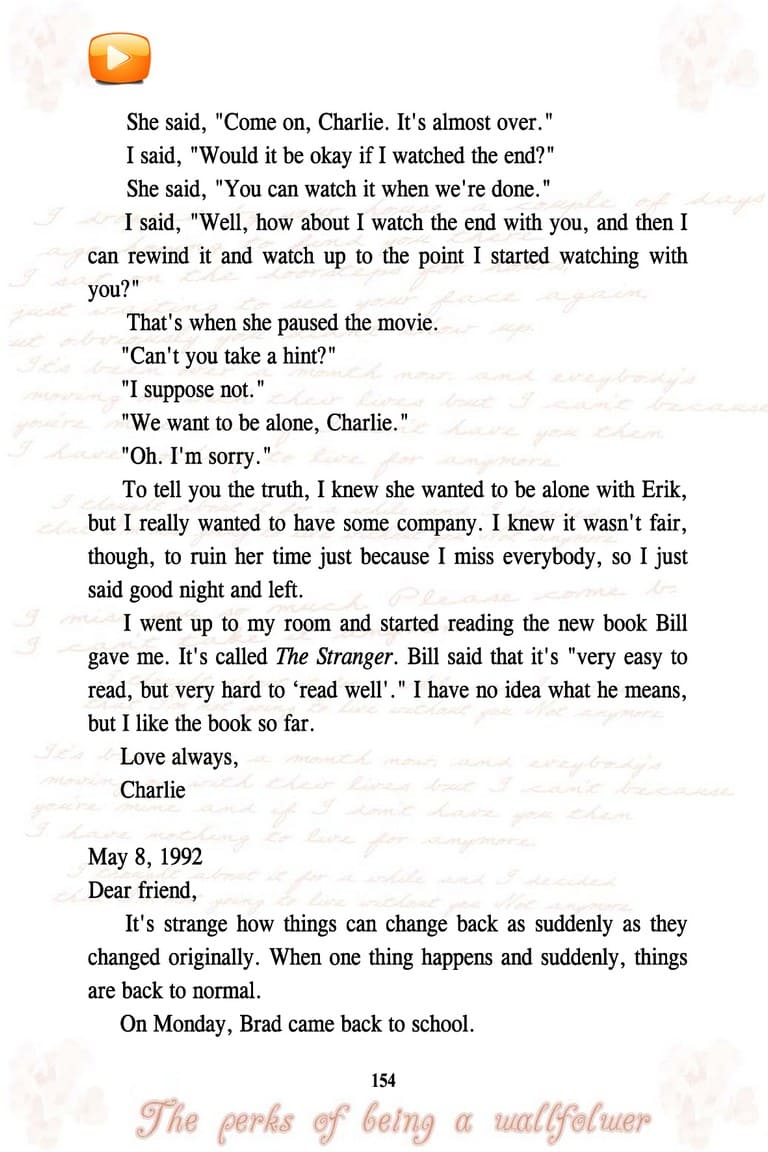 She said, "Come on, Charlie. It's almost over."
I said, "Would it be okay if I watched the end?"
She said, "You can watch it when we're done."
I said, "Well, how about I watch the end with you, and then I
can rewind it and watch up to the point I started watching with
you?"
That's when she paused the movie.
"Can't you take a hint?"
"I suppose not."
"We want to be alone, Charlie."
"Oh. I'm sorry."
To tell you the truth, I knew she wanted to be alone with Erik,
but I really wanted to have some company. I knew it wasn't fair,
though, to ruin her time just because I miss everybody, so I just
said good night and left.
I went up to my room and started reading the new book Bill
gave me. It's called The Stranger. Bill said that it's "very easy to
read, but very hard to ‘read well'." I have no idea what he means,
but I like the book so far.
Love always,
Charlie
May 8, 1992
Dear friend,
It's strange how things can change back as suddenly as they
changed originally. When one thing happens and suddenly, things
are back to normal.
On Monday, Brad came back to school.
154
The perks of being a wallfolwer